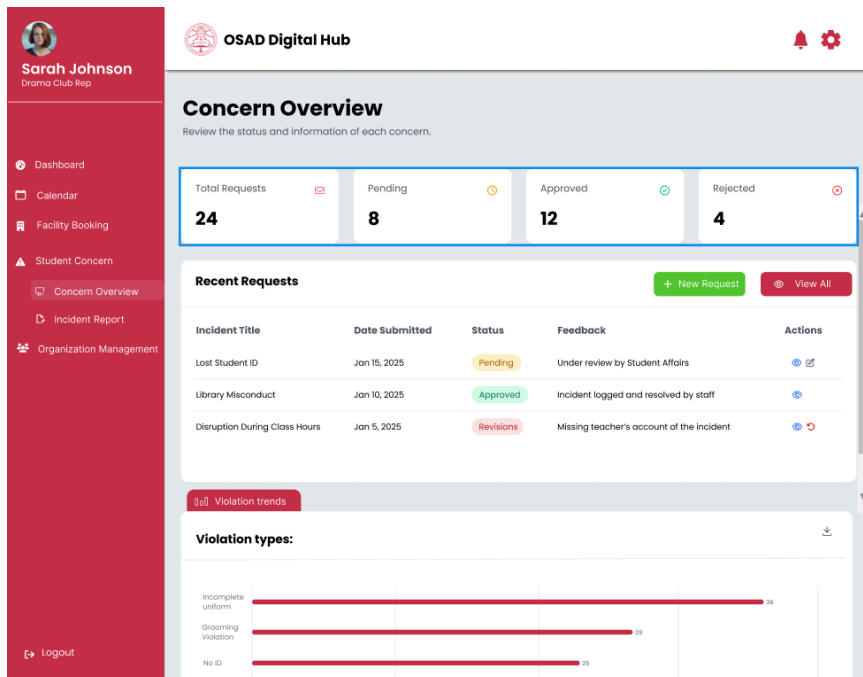 Sarah Johnson
Drama Club Rep
Dashboard
Calendar
Facility Booking
Student Concern
Concern Overview
Incident Report
Organization Management
Logout
OSAD Digital Hub
Concern Overview
Review the status and information of each concern.
Total Requests
24
Pending
8
Approved
12
Rejected
4
Recent Requests
+ New Request
View All
Incident Title Date Submitted Status Feedback Actions
Lost Student ID Jan 15, 2025 Pending Under review by Student Affairs
Library Misconduct Jan 10, 2025 Approved Incident logged and resolved by staff
Disruption During Class Hours Jan 5, 2025 Revisions Missing teacher's account of the incident
Violation trends
Violation types:
Incomplete
uniform
36
Grooming
Violation
29
No ID
25